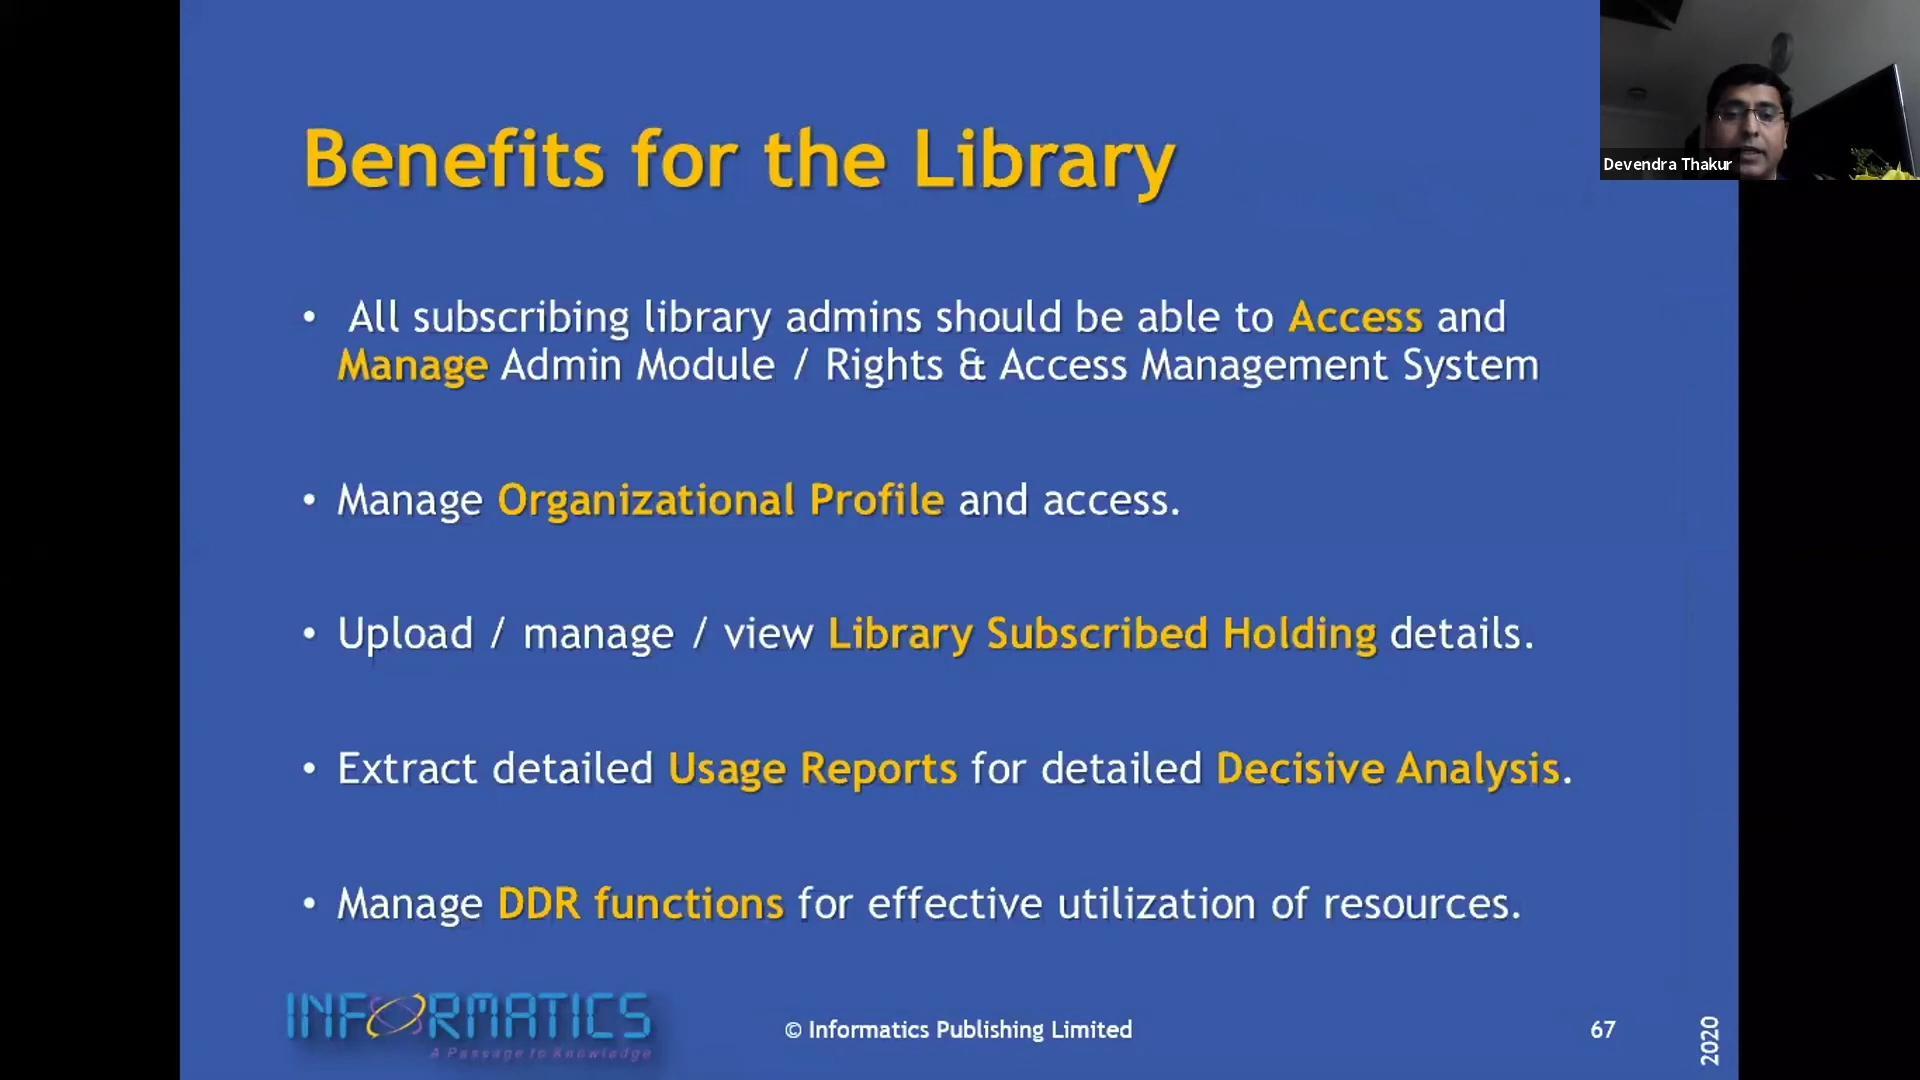 Benefits for the Library
Devendra Thakur
• All subscribing library admins should be able to Access and
Manage Admin Module / Rights & Access Management System
• Manage Organizational Profile and access.
• Upload / manage / view Library Subscribed Holding details.
• Extract detailed Usage Reports for detailed Decisive Analysis.
• Manage DDR functions for effective utilization of resources.
INFORMATICS
A Passage to Knowledge
© Informatics Publishing Limited
67
2020